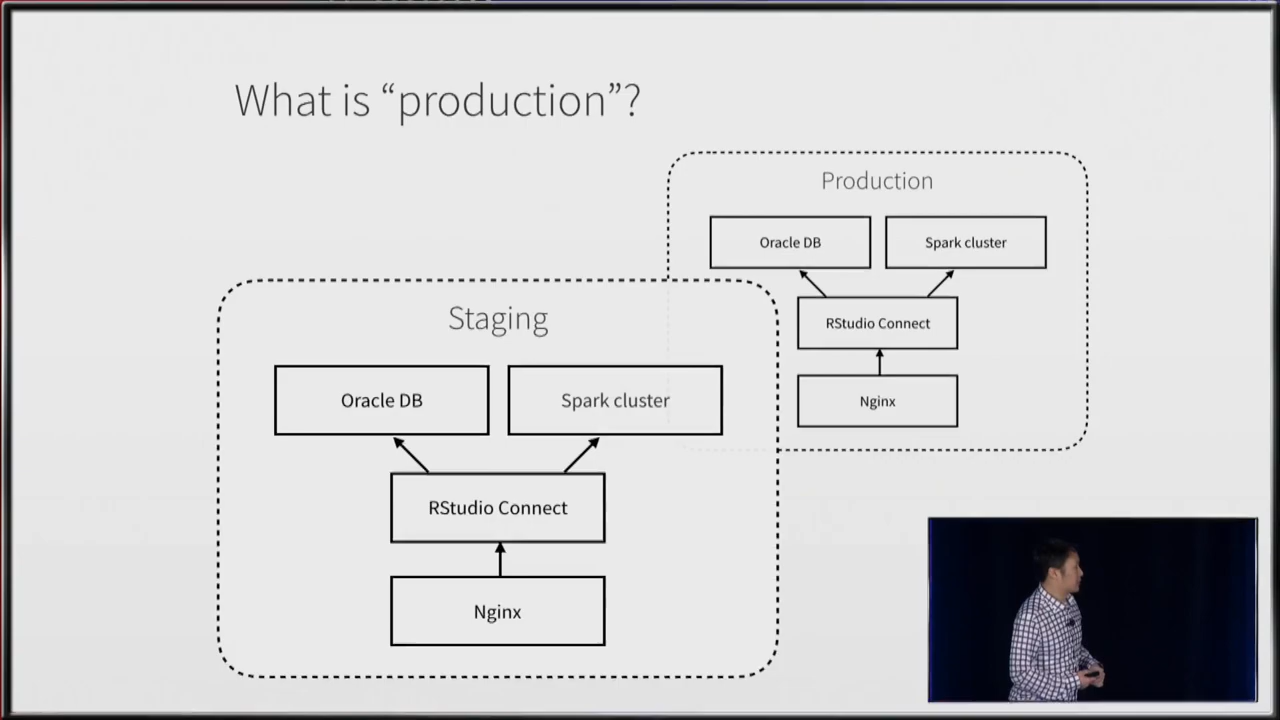 What is “production”?
Production
Oracle DB
Spark cluster
RStudio Connect
Nginx
Staging
Oracle DB
Spark cluster
RStudio Connect
Nginx